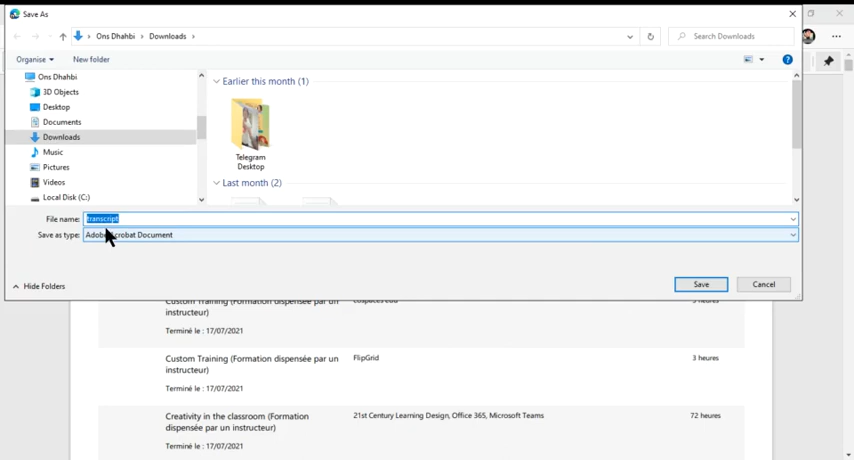 Save As
Ons Dhahbi › Downloads ›
Search Downloads
Organise
New folder
Ons Dhahbi
3D Objects
Desktop
Documents
Downloads
Music
Pictures
Videos
Local Disk (C:)
Earlier this month (1)
Telegram
Desktop
Last month (2)
File name: transcript
Save as type: Adobe Acrobat Document
Hide Folders
Save
Cancel
Custom Training (Formation dispensée par un
instructeur)
Terminé le : 17/07/2021
Custom Training (Formation dispensée par un
instructeur)
FlipGrid
3 heures
Terminé le : 17/07/2021
Creativity in the classroom (Formation
dispensée par un instructeur)
21st Century Learning Design, Office 365, Microsoft Teams
72 heures
Terminé le : 17/07/2021